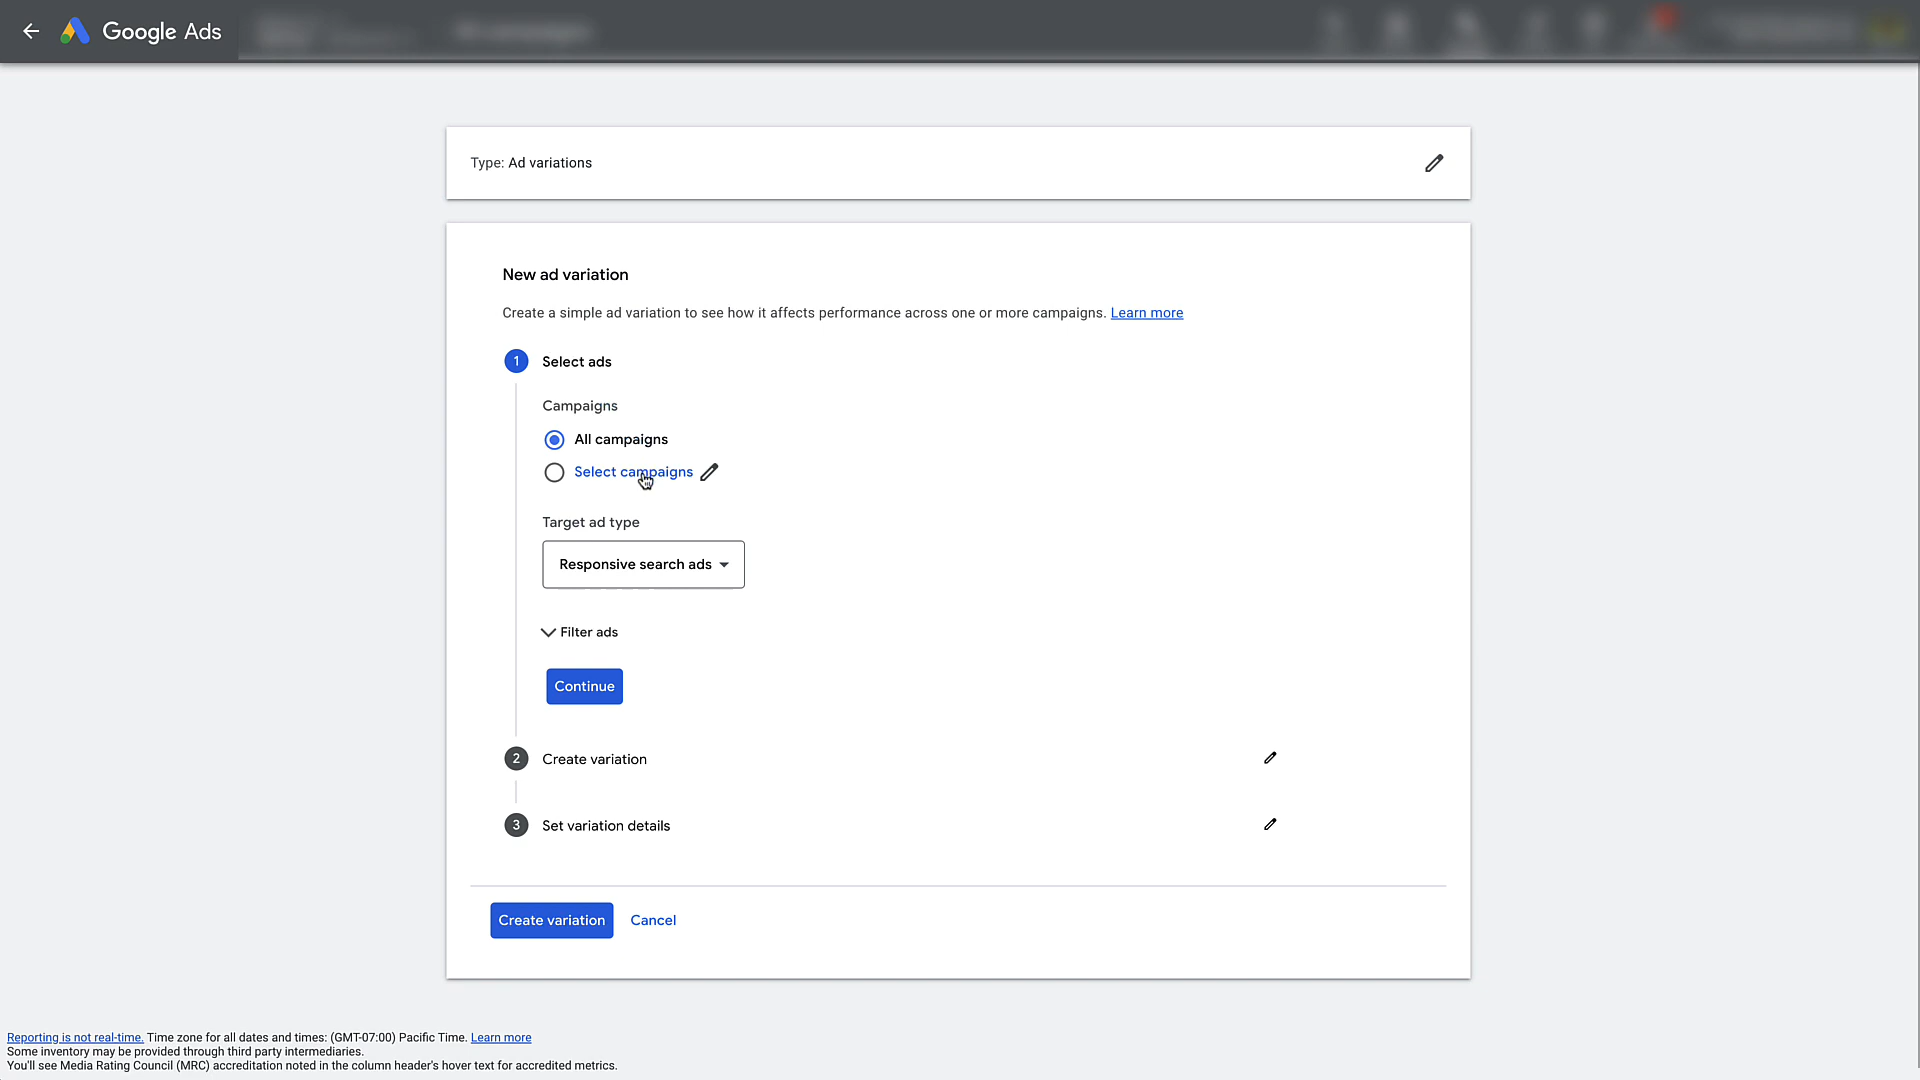 Google Ads
Type: Ad variations
New ad variation
Create a simple ad variation to see how it affects performance across one or more campaigns. Learn more
1 Select ads
Campaigns
All campaigns
Select campaigns
Target ad type
Responsive search ads
Filter ads
Continue
2 Create variation
3 Set variation details
Create variation Cancel
Reporting is not real-time. Time zone for all dates and times: (GMT-07:00) Pacific Time. Learn more
Some inventory may be provided through third party intermediaries.
You'll see Media Rating Council (MRC) accreditation noted in the column header's hover text for accredited metrics.